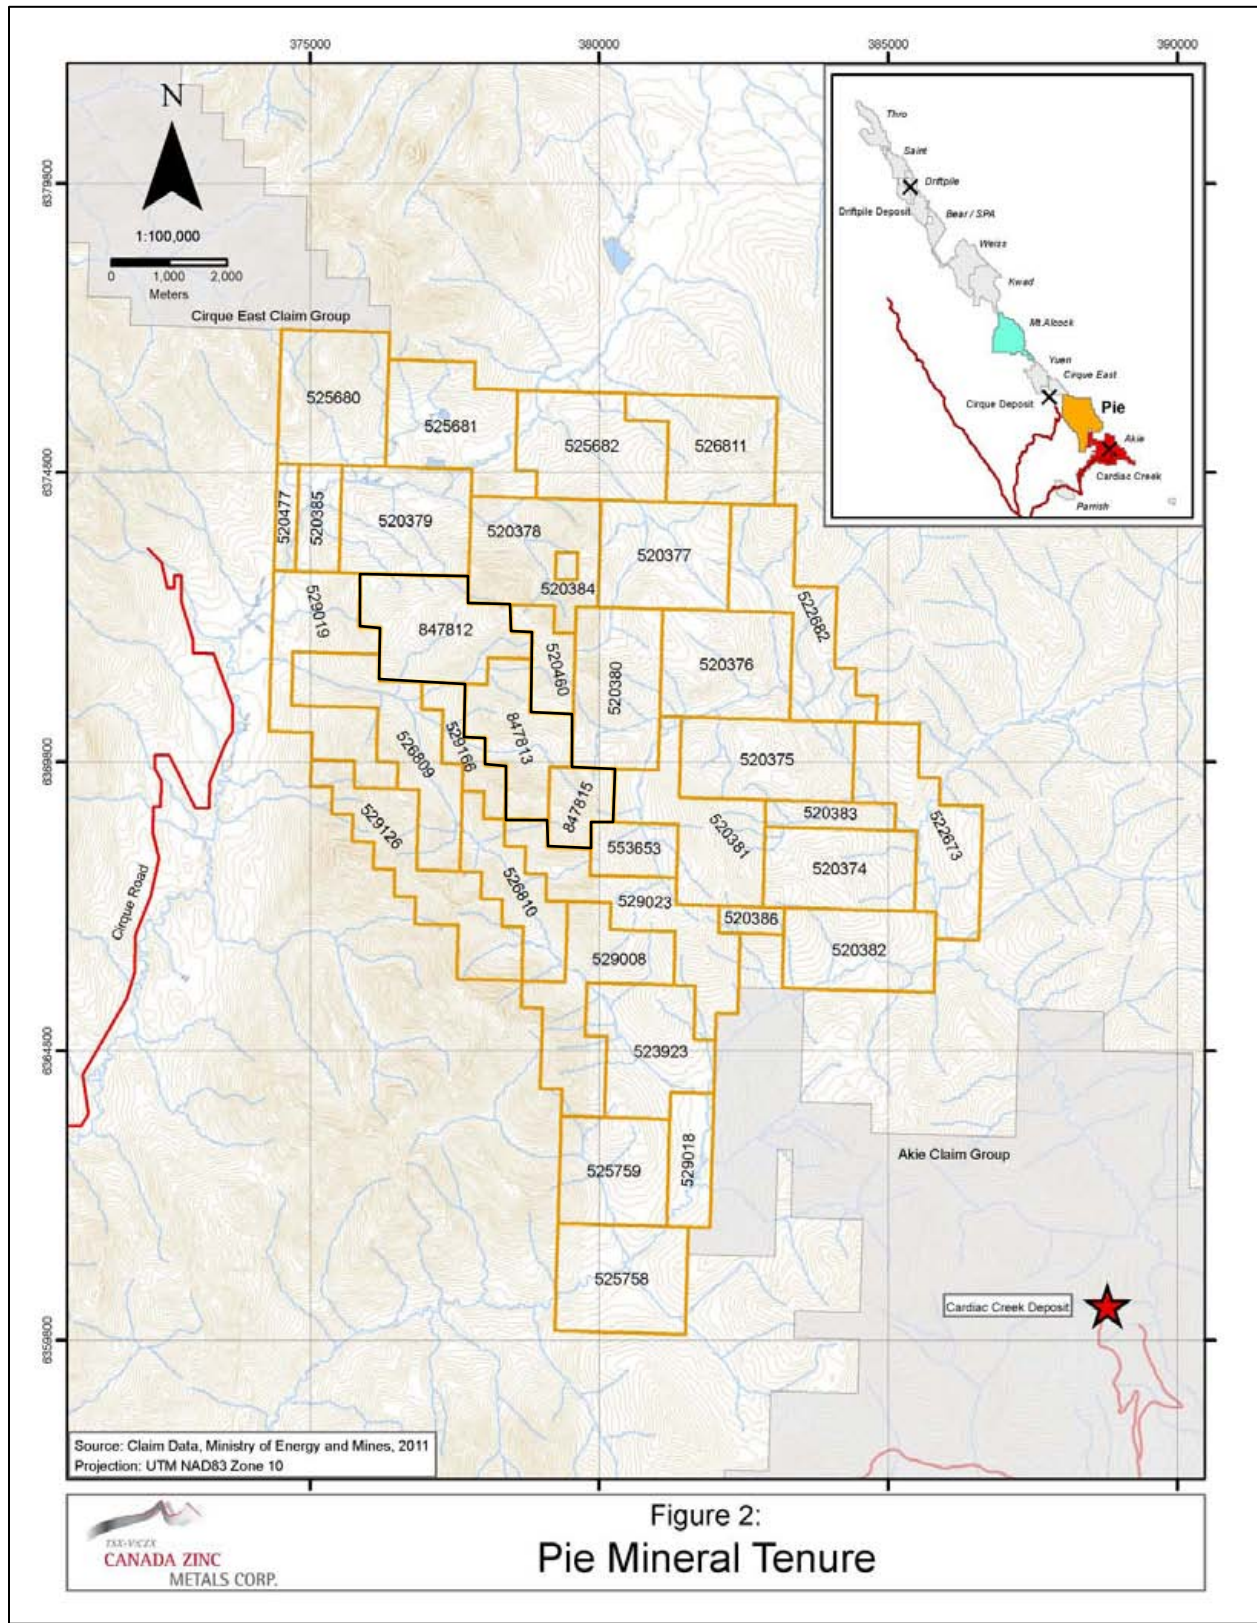 375000
380000
385000
390000
N
1:100,000
0 1,000 2,000
Meters
Cirque East Claim Group
6379800
6374800
6369800
6364800
6359800
Thro
Saint
Driftpile
Driftpile Deposit
Bear / SPA
Weiss
Kwad
Mt Alcock
Yuen
Cirque East
Cirque Deposit
Pie
Akie
Cardiac Creek
Parrish
525680
525681
525682
526811
520477
520385
520379
520378
520377
520384
522682
529019
847812
520460
520380
520376
847813
529166
526809
520375
847815
520383
529126
553653
520381
522673
520374
526810
529023
520386
529008
520382
523923
525759
529018
525758
Cirque Road
Akie Claim Group
Cardiac Creek Deposit
Source: Claim Data, Ministry of Energy and Mines, 2011
Projection: UTM NAD83 Zone 10
TSX-V:CZX
CANADA ZINC
METALS CORP.
Figure 2:
Pie Mineral Tenure